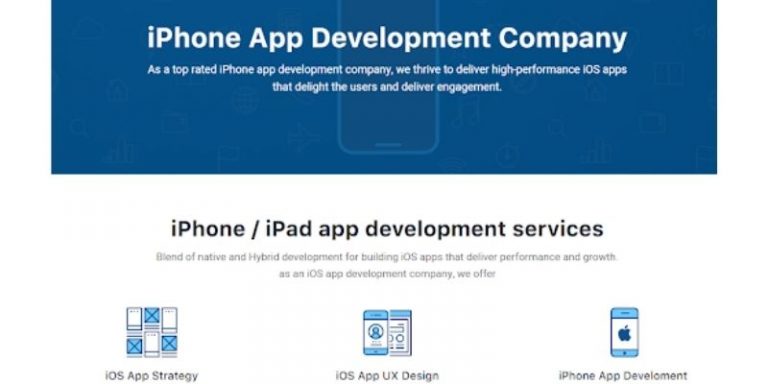 iPhone App Development Company
As a top rated iPhone app development company, we thrive to deliver high-performance iOS apps
that delight the users and deliver engagement.
iPhone / iPad app development services
Blend of native and Hybrid development for building iOS apps that deliver performance and growth.
as an iOS app development company, we offer
iOS App Strategy
iOS App UX Design
iPhone App Develoment